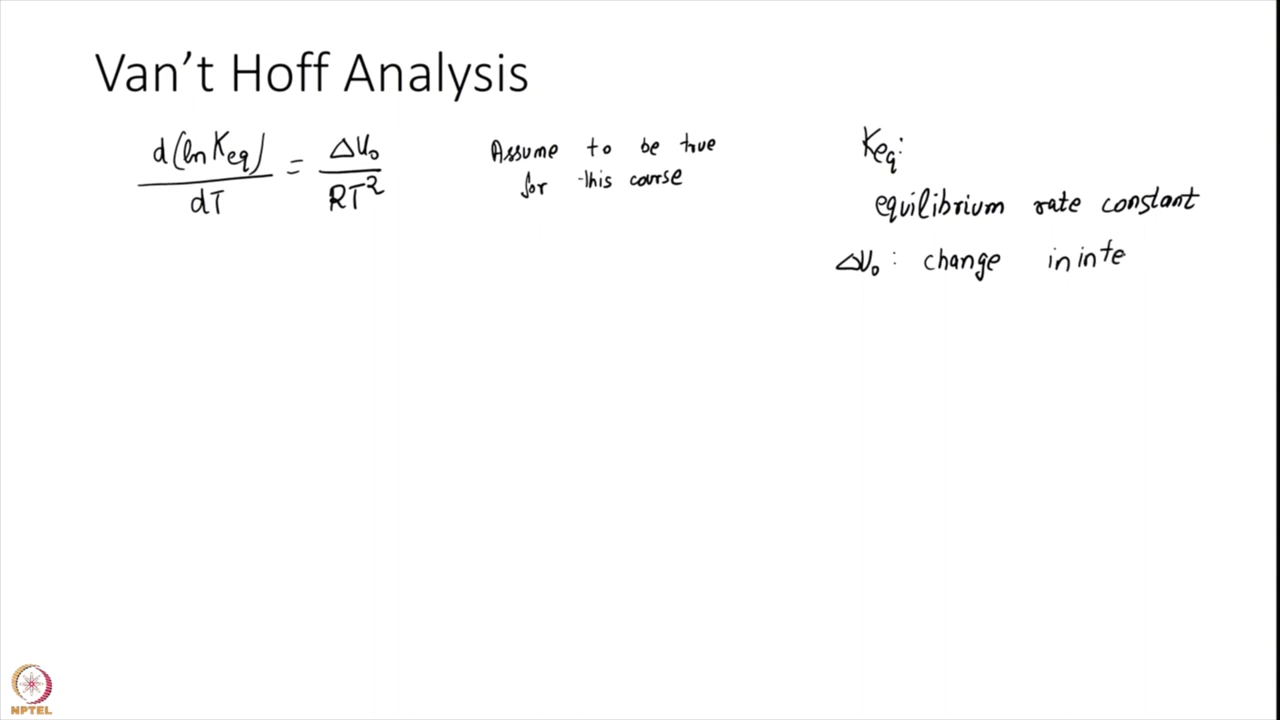 Van't Hoff Analysis
d(ln Keq)/dT = ΔU₀/RT²
Assume to be true
for this course
Keq:
equilibrium rate constant
ΔU₀ : change in inte
NPTEL